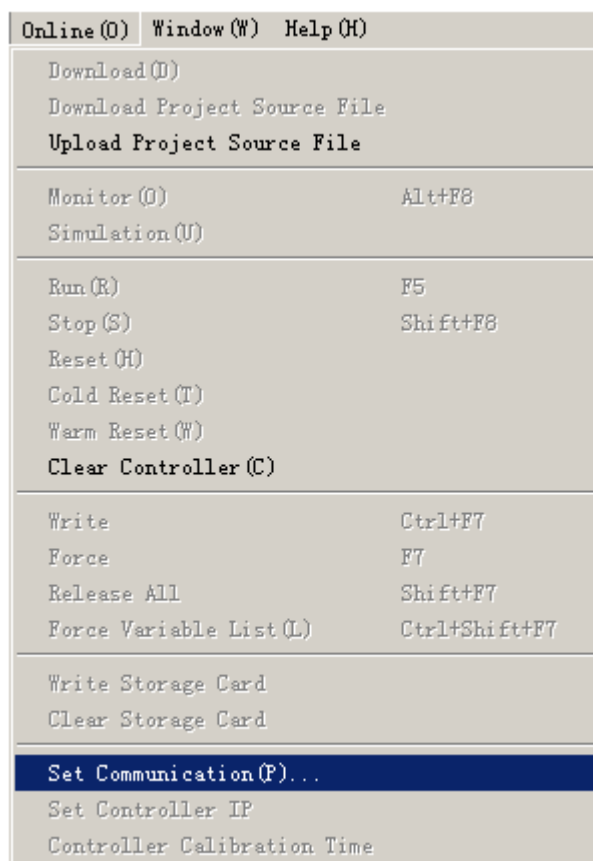 Online(O) Window(W) Help(H)
Download(D)
Download Project Source File
Upload Project Source File
Monitor(O) Alt+F8
Simulation(U)
Run(R) F5
Stop(S) Shift+F8
Reset(H)
Cold Reset(T)
Warm Reset(W)
Clear Controller(C)
Write Ctrl+F7
Force F7
Release All Shift+F7
Force Variable List(L) Ctrl+Shift+F7
Write Storage Card
Clear Storage Card
Set Communication(P)...
Set Controller IP
Controller Calibration Time